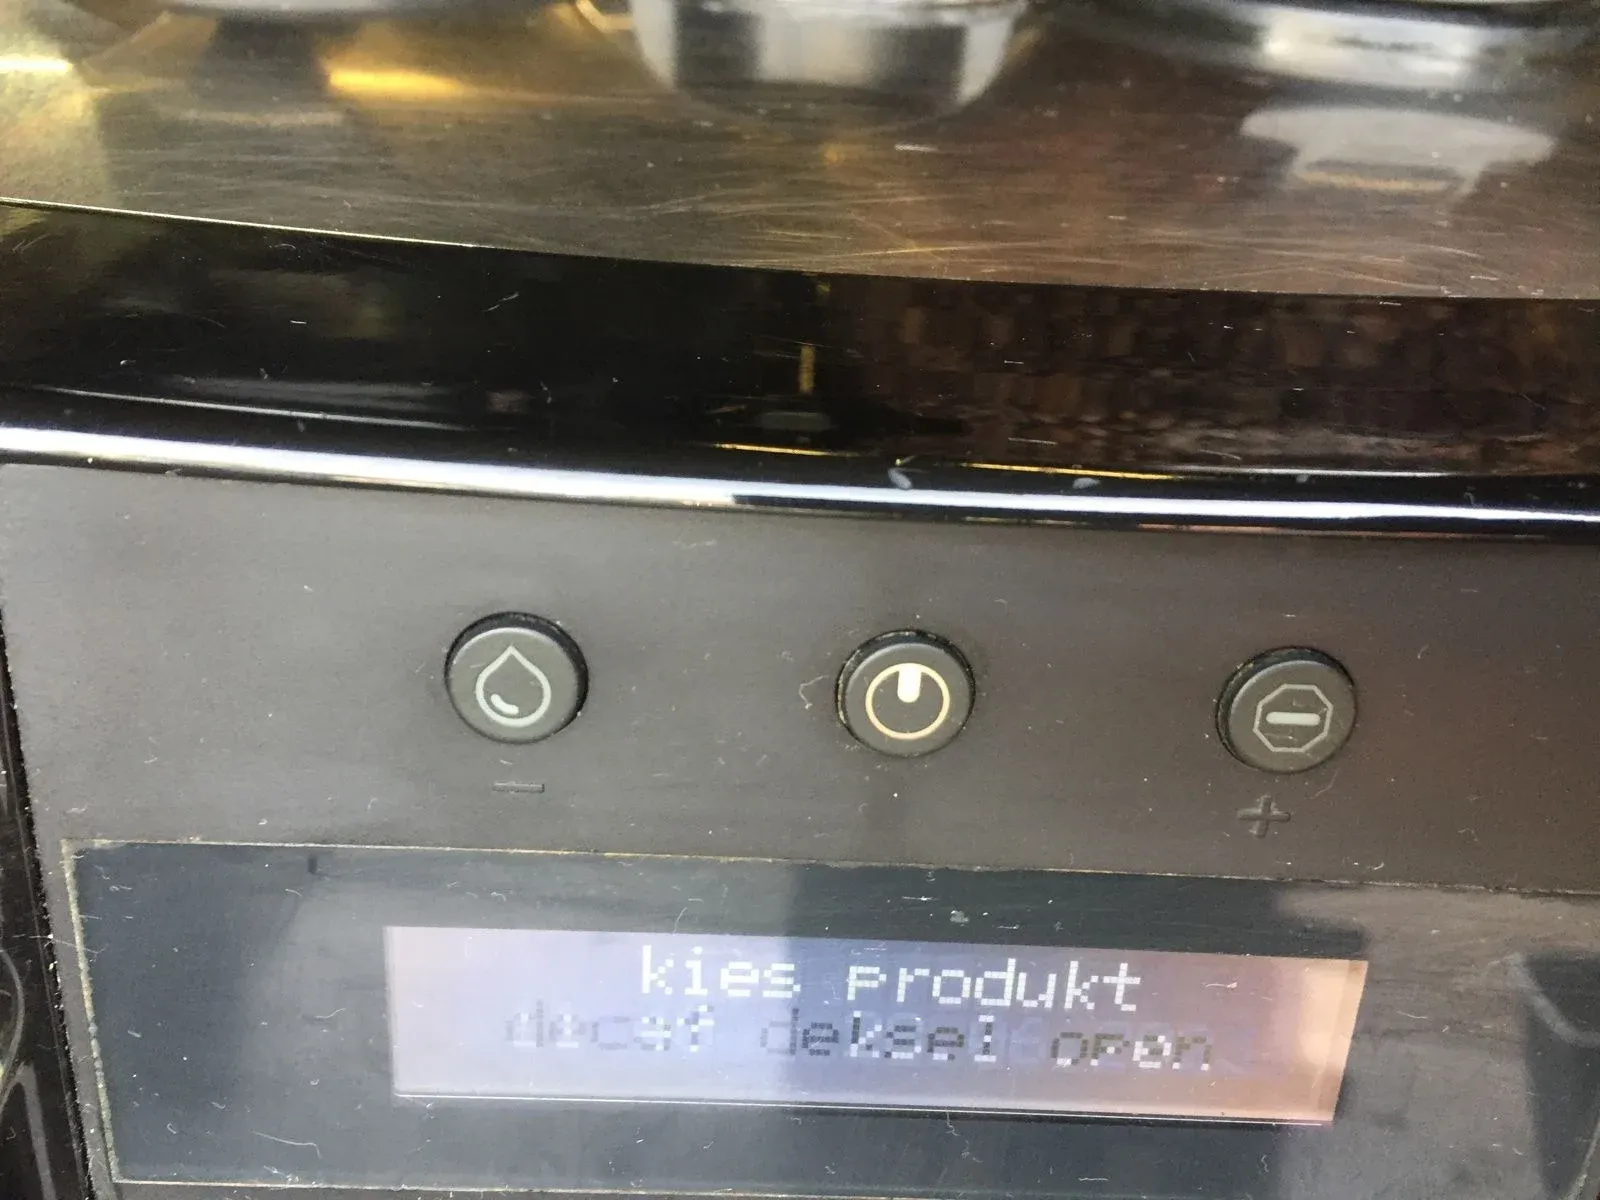 kies produkt
decaf deksel open